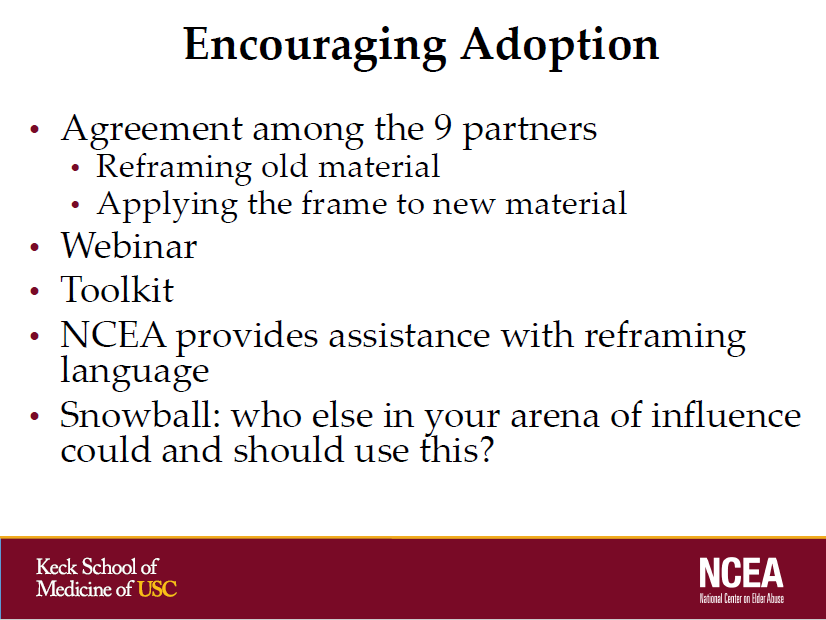 Encouraging Adoption
• Agreement among the 9 partners
• Reframing old material
• Applying the frame to new material
• Webinar
• Toolkit
• NCEA provides assistance with reframing
language
• Snowball: who else in your arena of influence
could and should use this?
Keck School of
Medicine of USC
NCEA
National Center on Elder Abuse